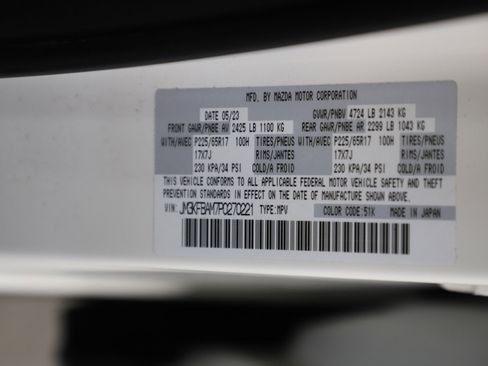 MFD. BY MAZDA MOTOR CORPORATION
DATE 05/23 GVWR/PNBV 4724 LB 2143 KG
FRONT GAWR/PNBE AV 2425 LB 1100 KG REAR GAWR/PNBE AR 2299 LB 1043 KG
WITH/AVEC P225/65R17 100H TIRES/PNEUS WITH/AVEC P225/65R17 100H TIRES/PNEUS
17X7J RIMS/JANTES 17X7J RIMS/JANTES
230 KPA/34 PSI COLD/A FROID 230 KPA/34 PSI COLD/A FROID
THIS VEHICLE CONFORMS TO ALL APPLICABLE FEDERAL MOTOR VEHICLE SAFETY AND THEFT
PREVENTION STANDARDS IN EFFECT ON THE DATE OF MANUFACTURE SHOWN ABOVE.
VIN: JM3KFBAM7P0270221 TYPE:MPV COLOR CODE:51K MADE IN JAPAN